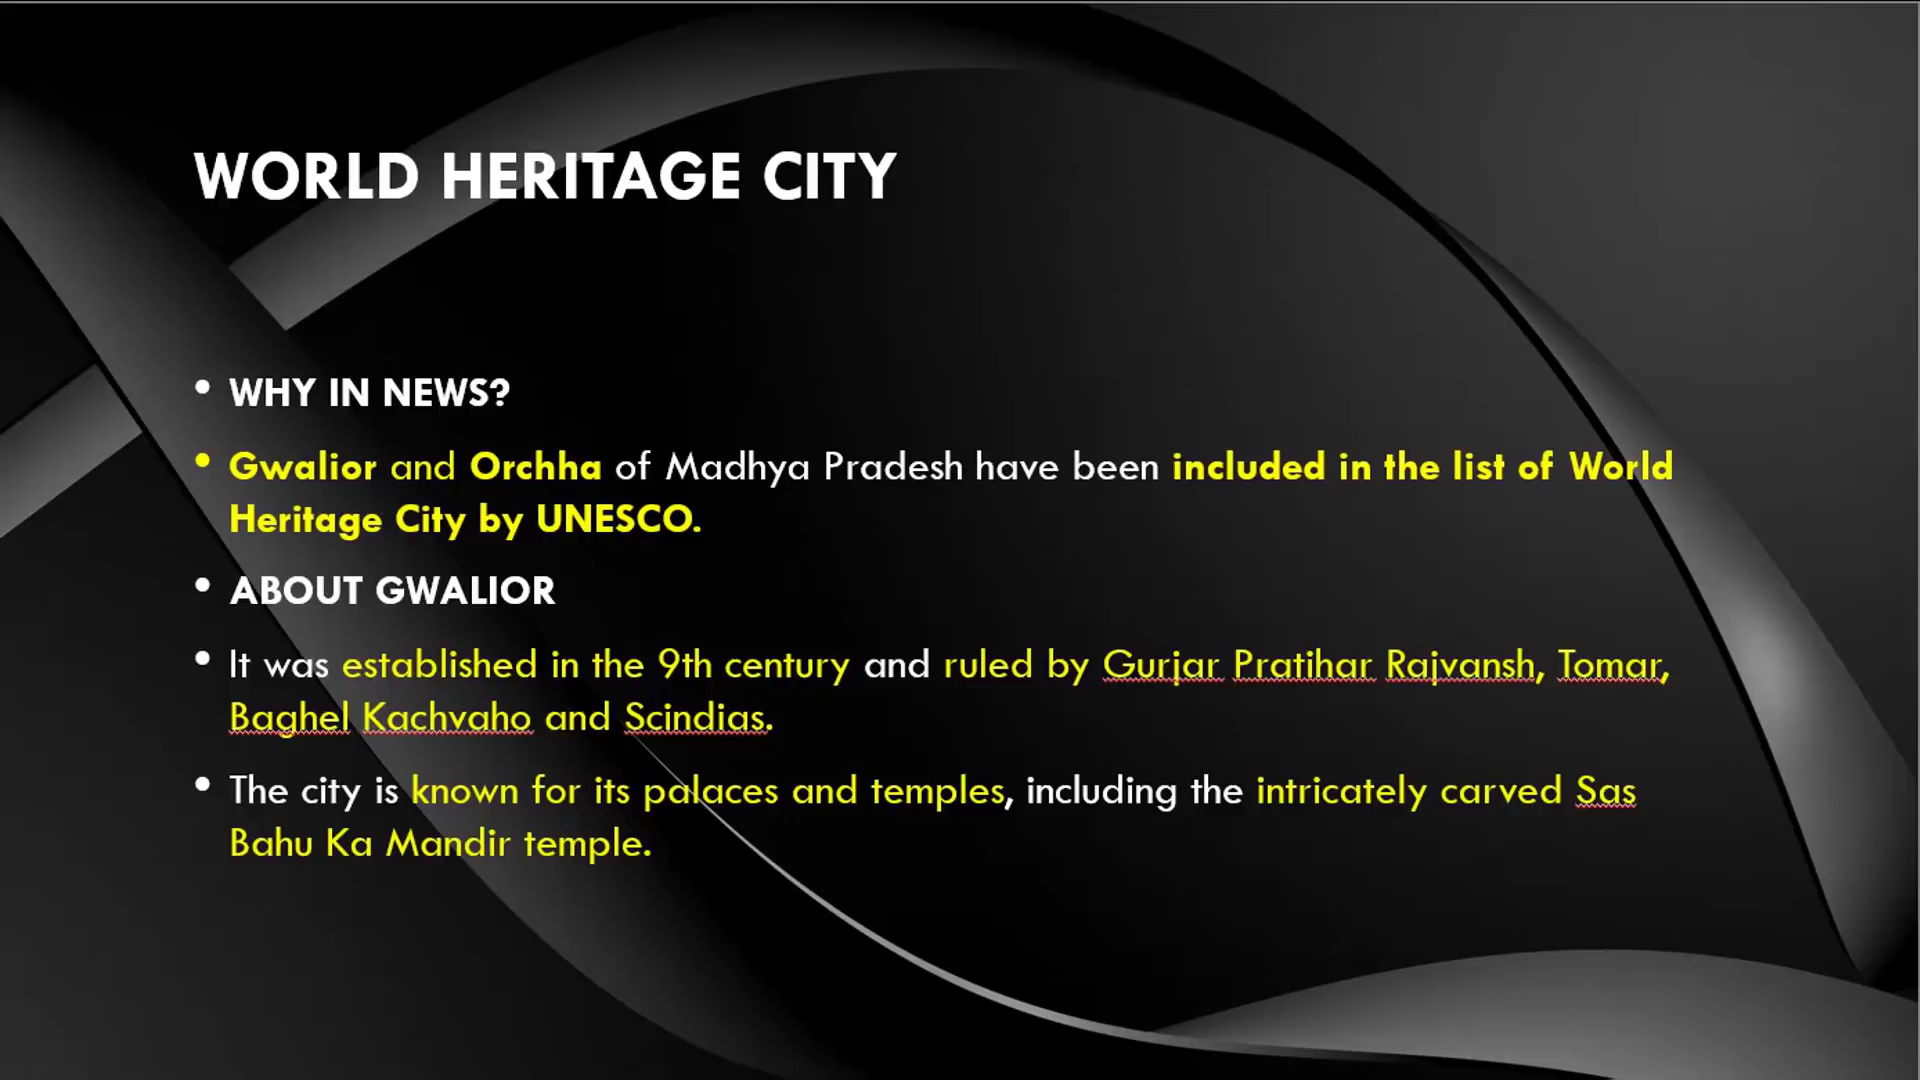 WORLD HERITAGE CITY
• WHY IN NEWS?
• Gwalior and Orchha of Madhya Pradesh have been included in the list of World
Heritage City by UNESCO.
• ABOUT GWALIOR
• It was established in the 9th century and ruled by Gurjar Pratihar Rajvansh, Tomar,
Baghel Kachvaho and Scindias.
• The city is known for its palaces and temples, including the intricately carved Sas
Bahu Ka Mandir temple.